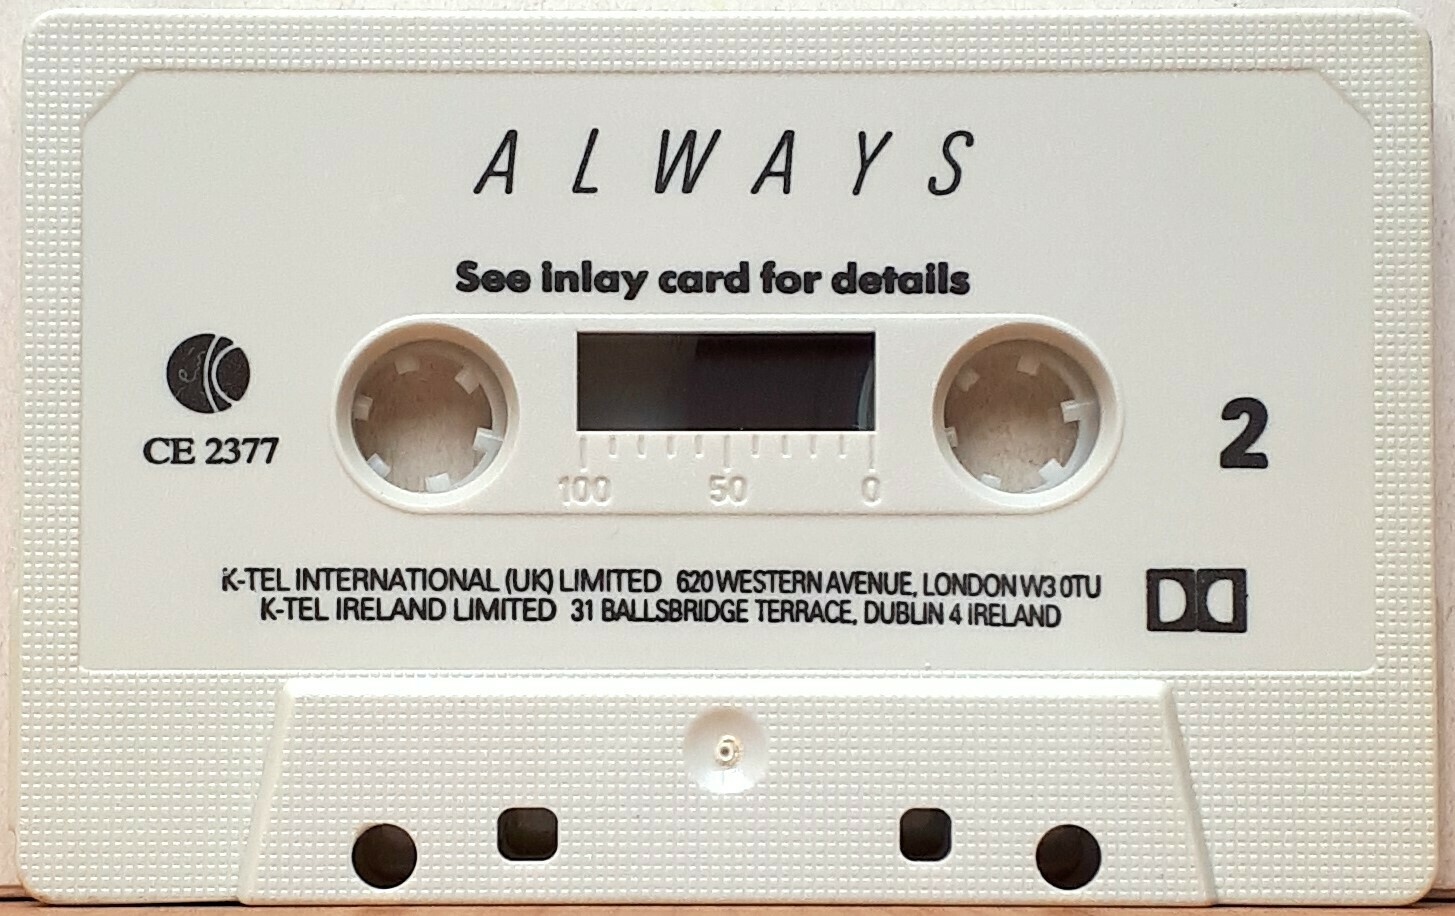 ALWAYS
See inlay card for details
CE 2377
2
100 50 0
K-TEL INTERNATIONAL (UK) LIMITED 620 WESTERN AVENUE, LONDON W3 0TU
K-TEL IRELAND LIMITED 31 BALLSBRIDGE TERRACE, DUBLIN 4 IRELAND